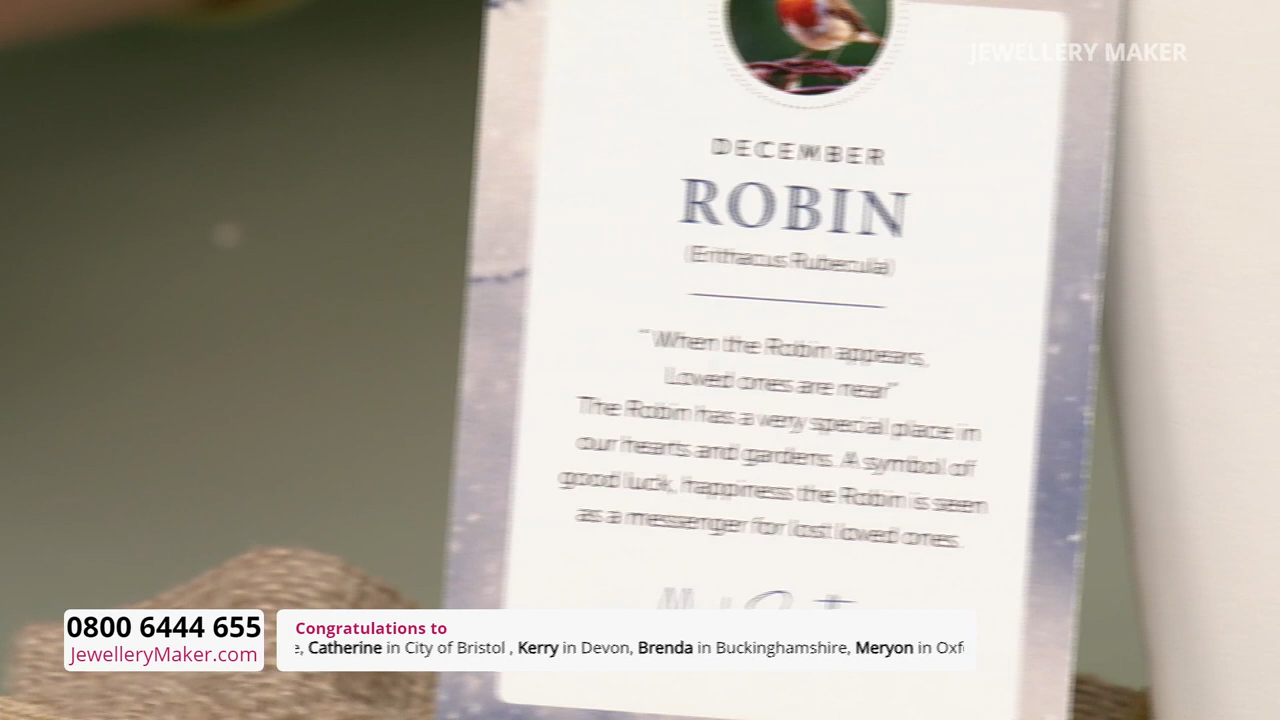 JEWELLERY MAKER
DECEMBER
ROBIN
(Erithacus Rubecula)
"When the Robin appears,
Loved ones are near"
The Robin has a very special place in
our hearts and gardens. A symbol of
good luck, happiness the Robin is seen
as a messenger for lost loved ones.
0800 6444 655
JewelleryMaker.com
Congratulations to
e, Catherine in City of Bristol , Kerry in Devon, Brenda in Buckinghamshire, Meryon in Oxf